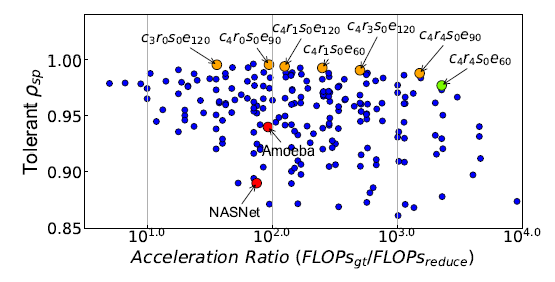 c3r0s0e120
c4r0s0e90
c4r1s0e120
c4r1s0e60
c4r3s0e120
c4r4s0e90
c4r4s0e60
Amoeba
NASNet
Tolerant ρsp
1.00
0.95
0.90
0.85
10^1.0
10^2.0
10^3.0
10^4.0
Acceleration Ratio (FLOPsgt/FLOPsreduce)